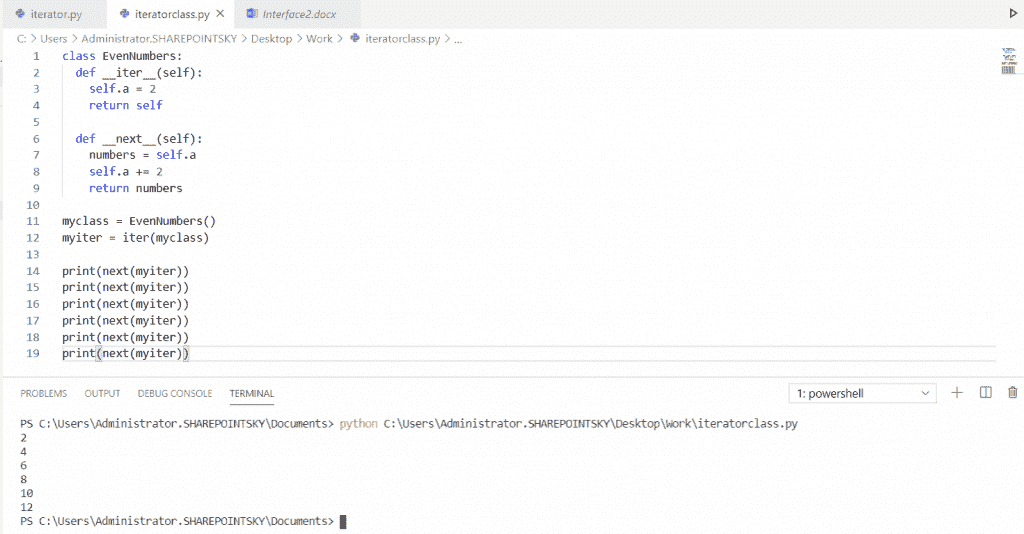 iterator.py iteratorclass.py Interface2.docx
C: > Users > Administrator.SHAREPOINTSKY > Desktop > Work > iteratorclass.py > ...
1 class EvenNumbers:
2   def __iter__(self):
3     self.a = 2
4     return self
5
6   def __next__(self):
7     numbers = self.a
8     self.a += 2
9     return numbers
10
11 myclass = EvenNumbers()
12 myiter = iter(myclass)
13
14 print(next(myiter))
15 print(next(myiter))
16 print(next(myiter))
17 print(next(myiter))
18 print(next(myiter))
19 print(next(myiter))
PROBLEMS OUTPUT DEBUG CONSOLE TERMINAL 1: powershell
PS C:\Users\Administrator.SHAREPOINTSKY\Documents> python C:\Users\Administrator.SHAREPOINTSKY\Desktop\Work\iteratorclass.py
2
4
6
8
10
12
PS C:\Users\Administrator.SHAREPOINTSKY\Documents>